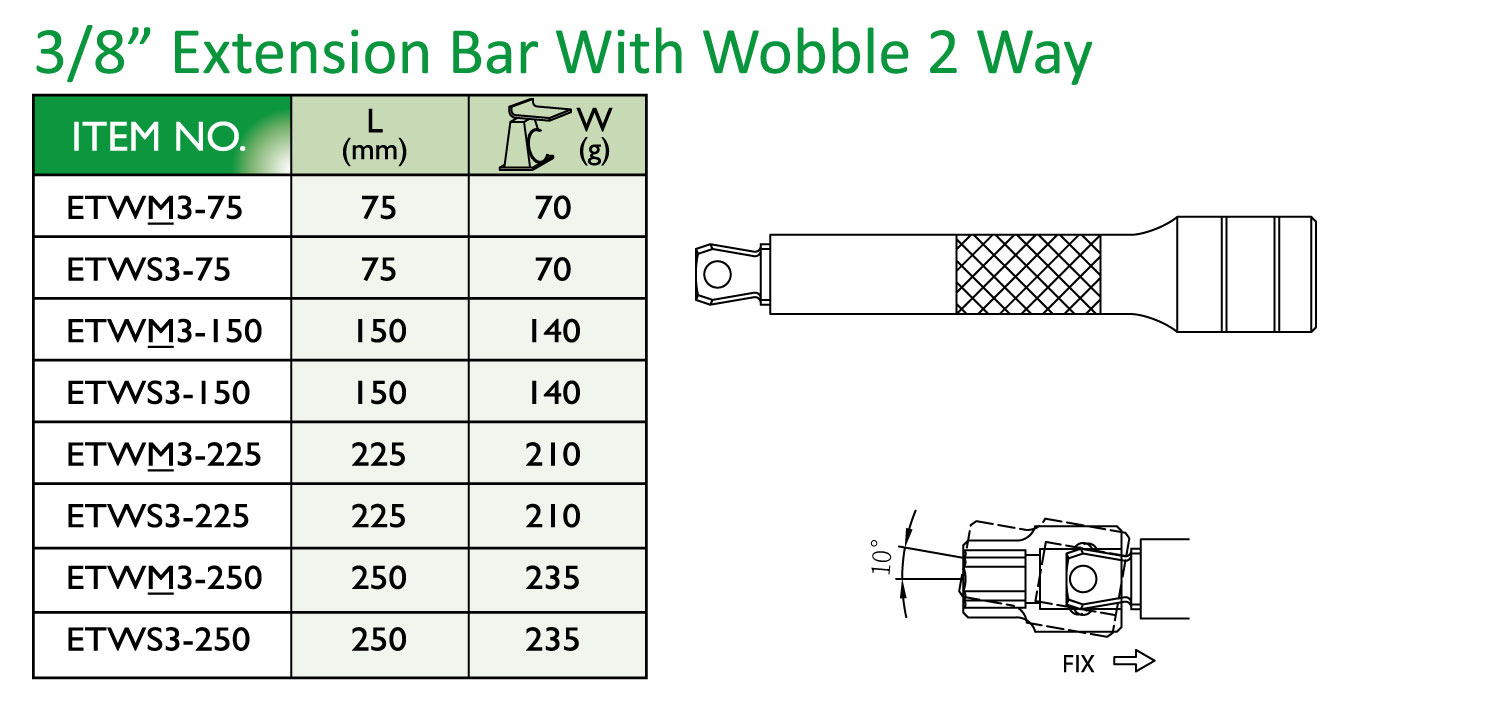 3/8” Extension Bar With Wobble 2 Way
ITEM NO. L (mm) W (g)
ETWM3-75 75 70
ETWS3-75 75 70
ETWM3-150 150 140
ETWS3-150 150 140
ETWM3-225 225 210
ETWS3-225 225 210
ETWM3-250 250 235
ETWS3-250 250 235
10°
FIX